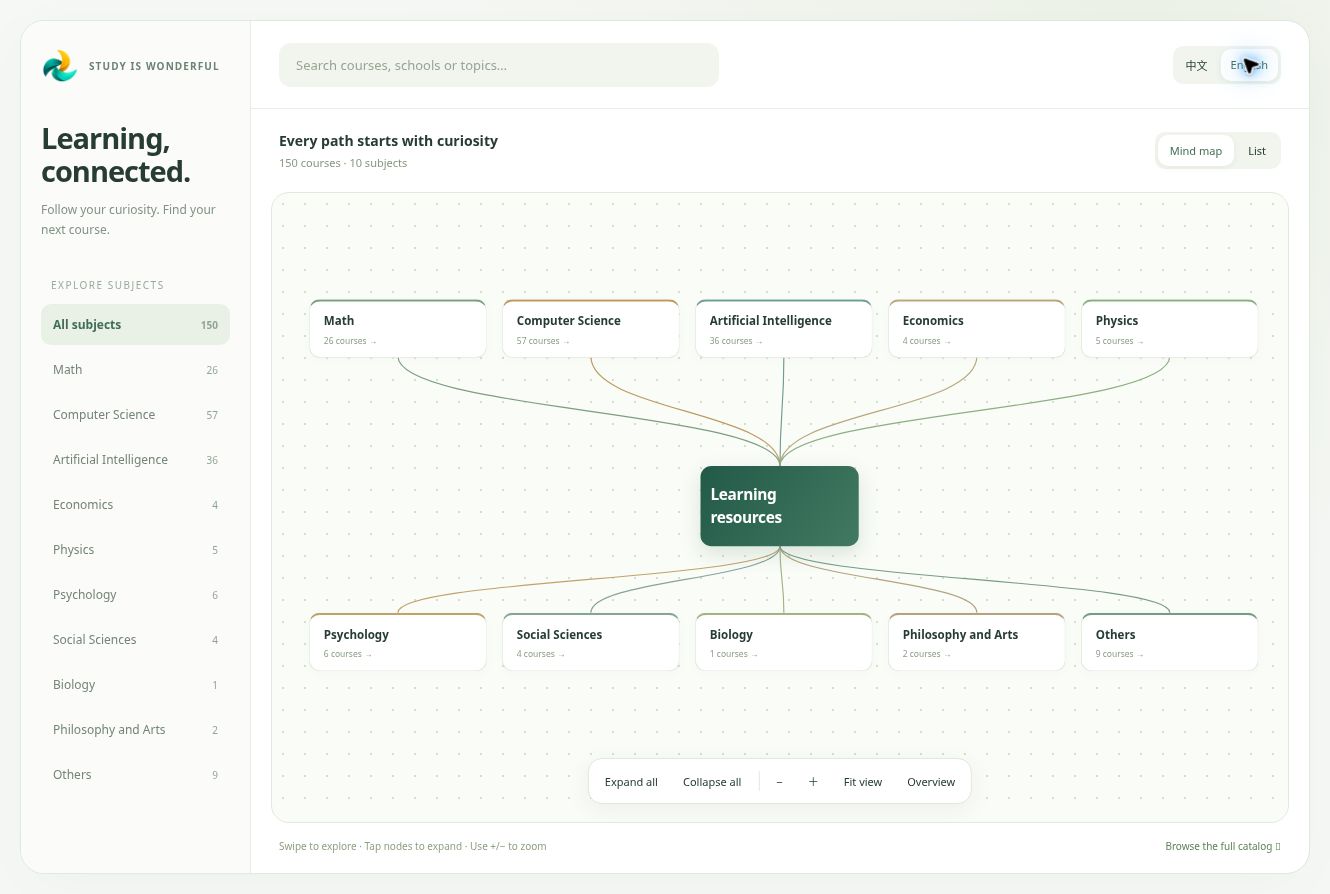 STUDY IS WONDERFUL
Search courses, schools or topics...
中文
Learning,
connected.
Follow your curiosity. Find your
next course.
EXPLORE SUBJECTS
All subjects 150
Math 26
Computer Science 57
Artificial Intelligence 36
Economics 4
Physics 5
Psychology 6
Social Sciences 4
Biology 1
Philosophy and Arts 2
Others 9
Every path starts with curiosity
150 courses · 10 subjects
Mind map List
Math
26 courses →
Computer Science
57 courses →
Artificial Intelligence
36 courses →
Economics
4 courses →
Physics
5 courses →
Learning
resources
Psychology
6 courses →
Social Sciences
4 courses →
Biology
1 courses →
Philosophy and Arts
2 courses →
Others
9 courses →
Expand all Collapse all − + Fit view Overview
Swipe to explore · Tap nodes to expand · Use +/− to zoom
Browse the full catalog